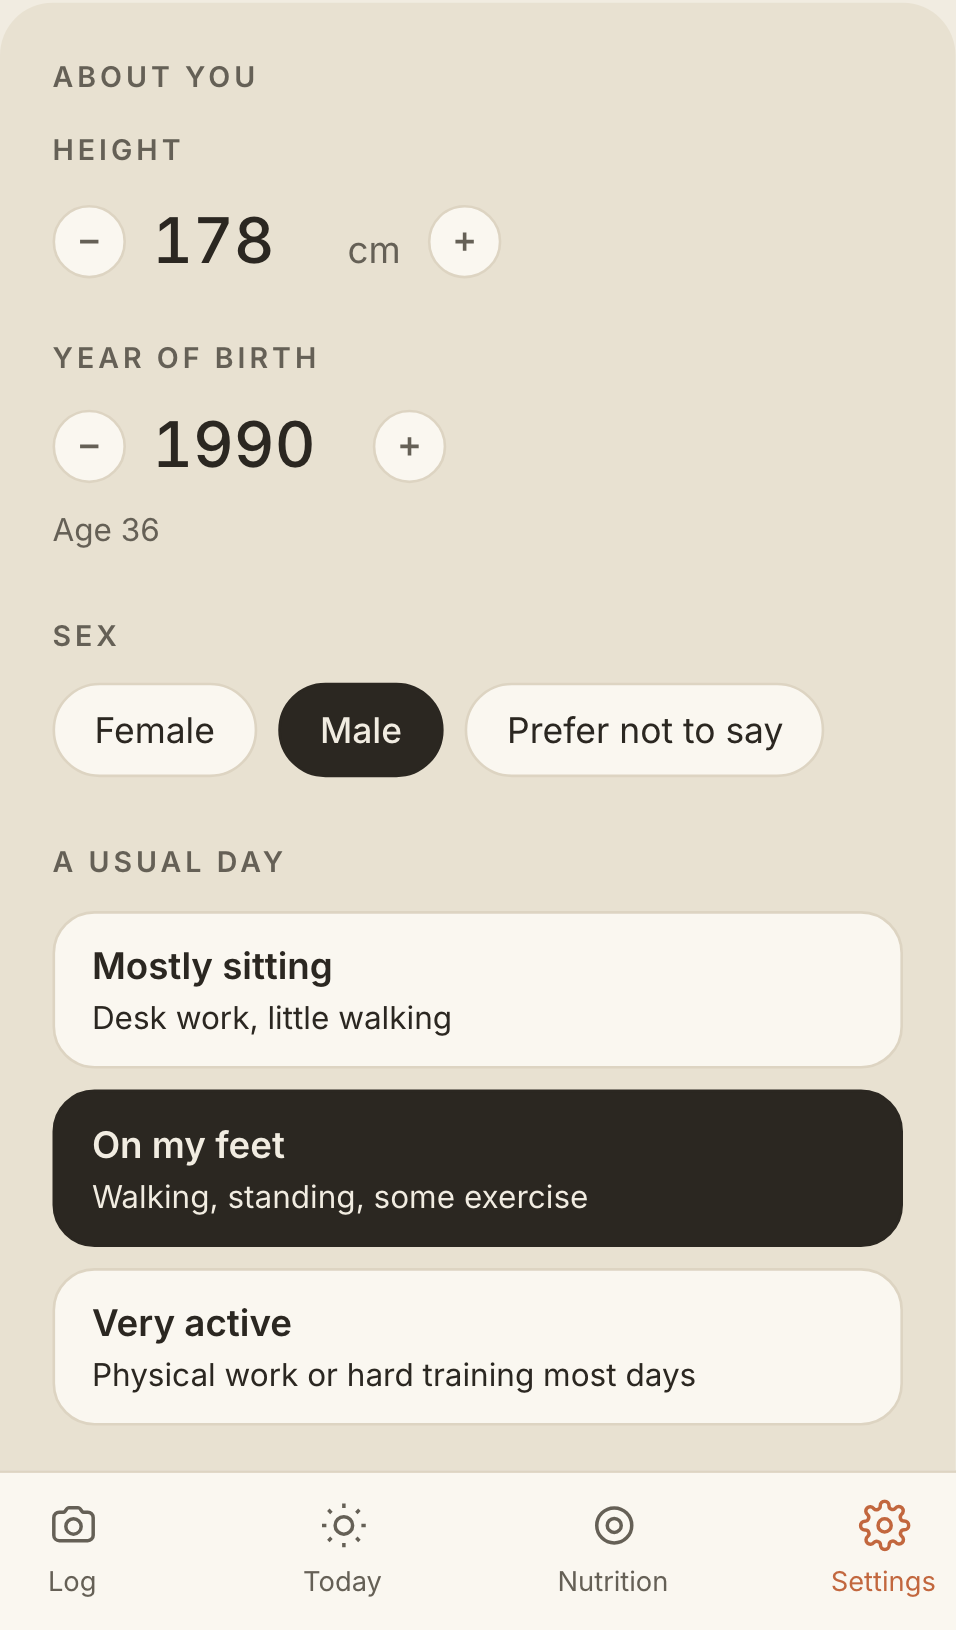 ABOUT YOU
HEIGHT
− 178 cm +
YEAR OF BIRTH
− 1990 +
Age 36
SEX
Female Male Prefer not to say
A USUAL DAY
Mostly sitting
Desk work, little walking
On my feet
Walking, standing, some exercise
Very active
Physical work or hard training most days
Log Today Nutrition Settings